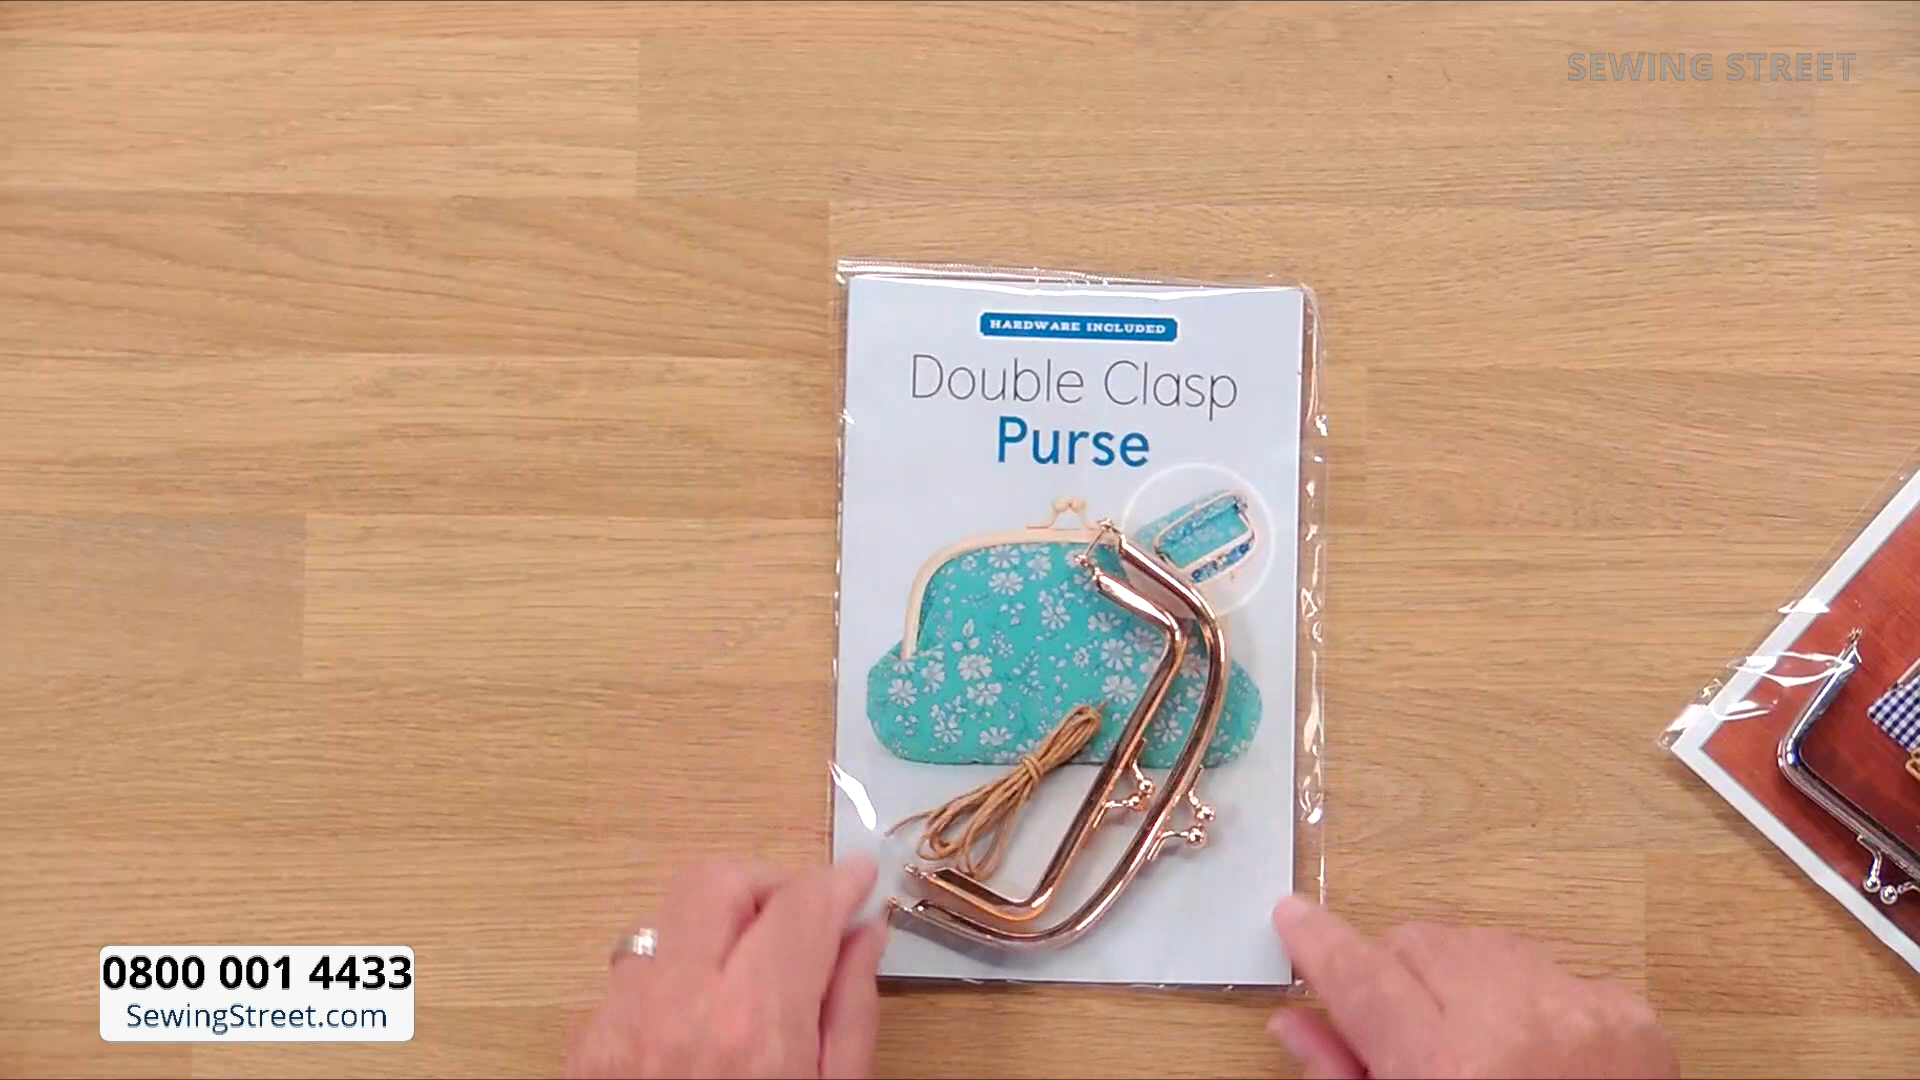 SEWING STREET
HARDWARE INCLUDED
Double Clasp
Purse
0800 001 4433
SewingStreet.com